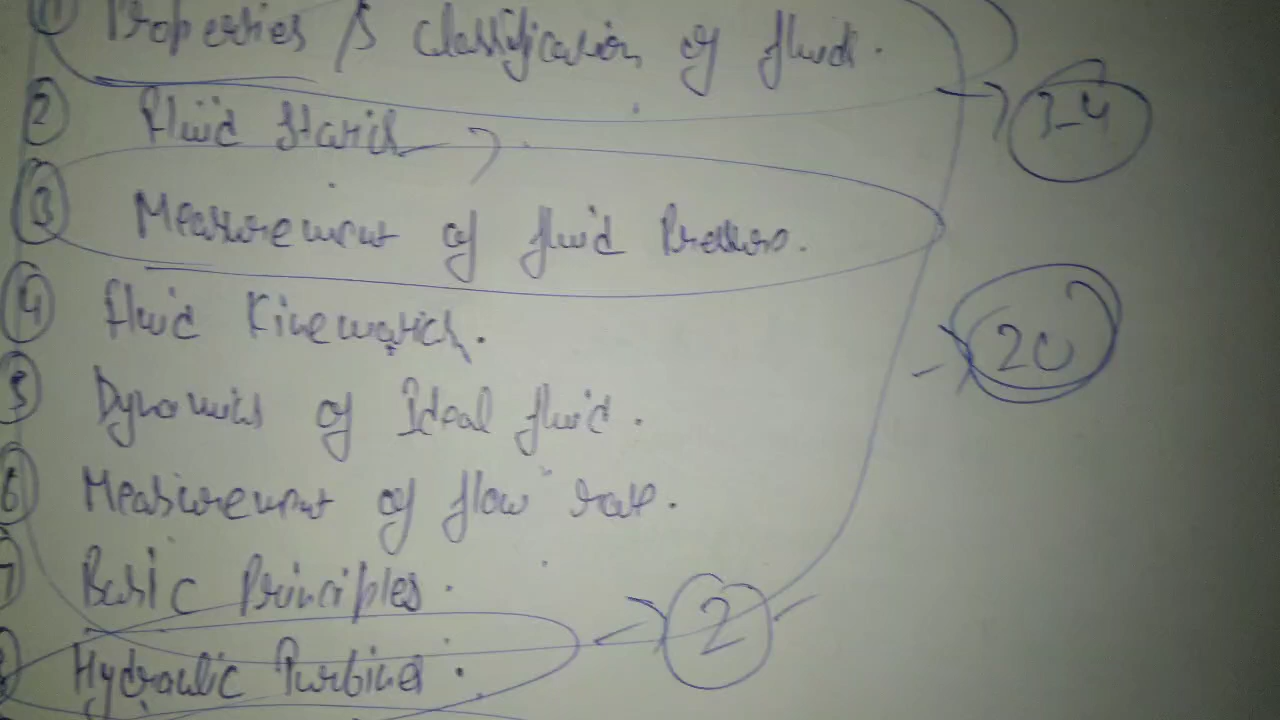 ① Properties & Classification of fluid.
3-4
② Fluid Statics
③ Measurement of fluid Pressure.
④ Fluid Kinematics.
20
⑤ Dynamics of Ideal fluid.
⑥ Measurement of flow rate.
⑦ Basic Principles.
2
⑧ Hydraulic Turbines.